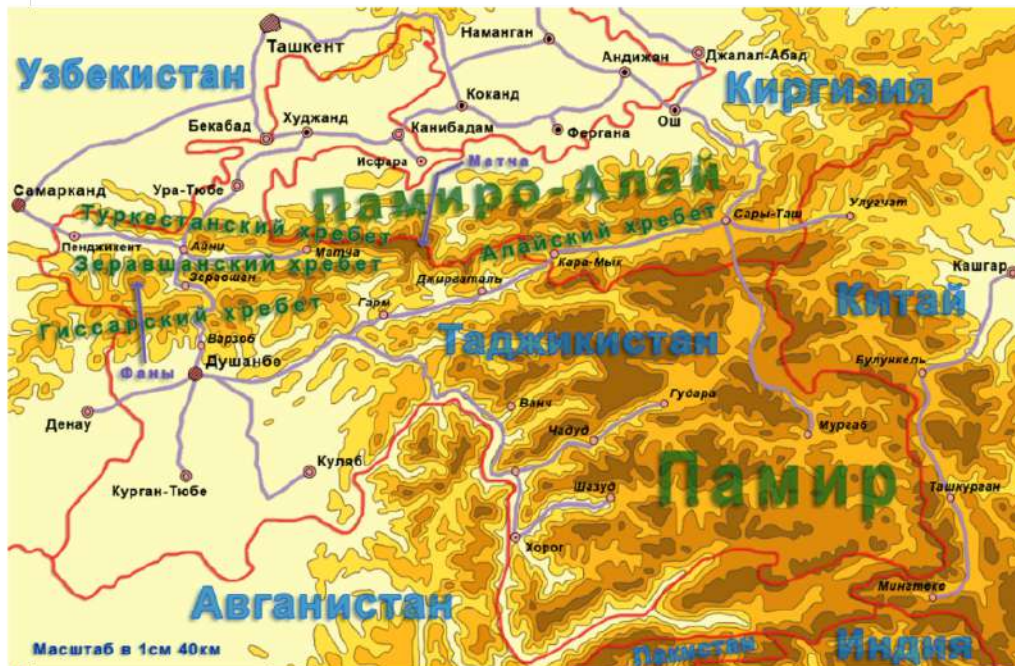 Ташкент
Наманган
Узбекистан
Андижан
Джалал-Абад
Киргизия
Коканд
Бекабад
Худжанд
Канибадам
Фергана
Ош
Исфара
Матча
Самарканд
Ура-Тюбе
Памиро-Алай
Туркестанский хребет
Сары-Таш
Улугчат
Пенджикент
Айни
Матча
Алайский хребет
Зеравшанский хребет
Кара-Мык
Кашгар
Зеравшан
Джиргаталь
Гарм
Китай
Гиссарский хребет
Таджикистан
Варзоб
Булункель
Душанбе
Фаны
Денау
Ванч
Гудара
Чадуд
Мургаб
Куляб
Курган-Тюбе
Памир
Шазуд
Ташкурган
Хорог
Авганистан
Мингтеке
Масштаб в 1см 40км
Пакистан
Индия